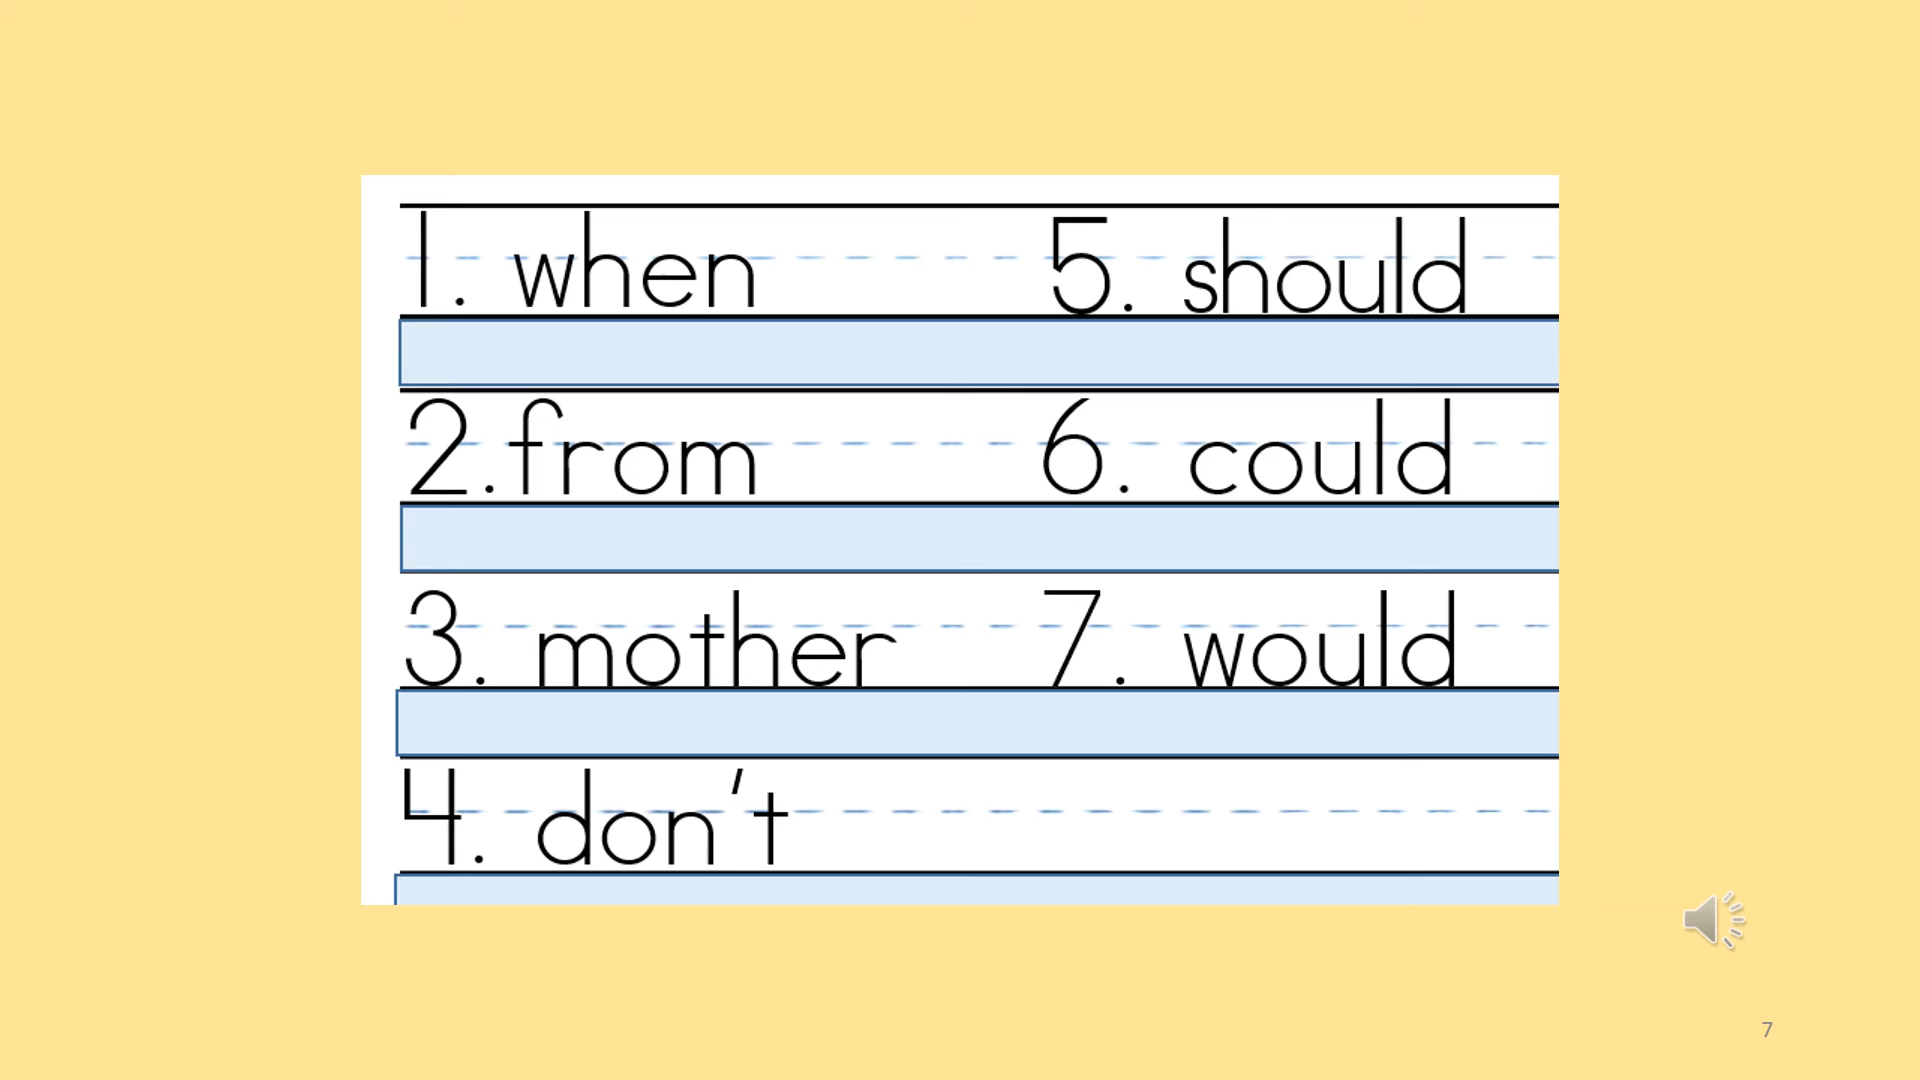 1. when
2.from
3. mother
4. don't
5. should
6. could
7. would
7